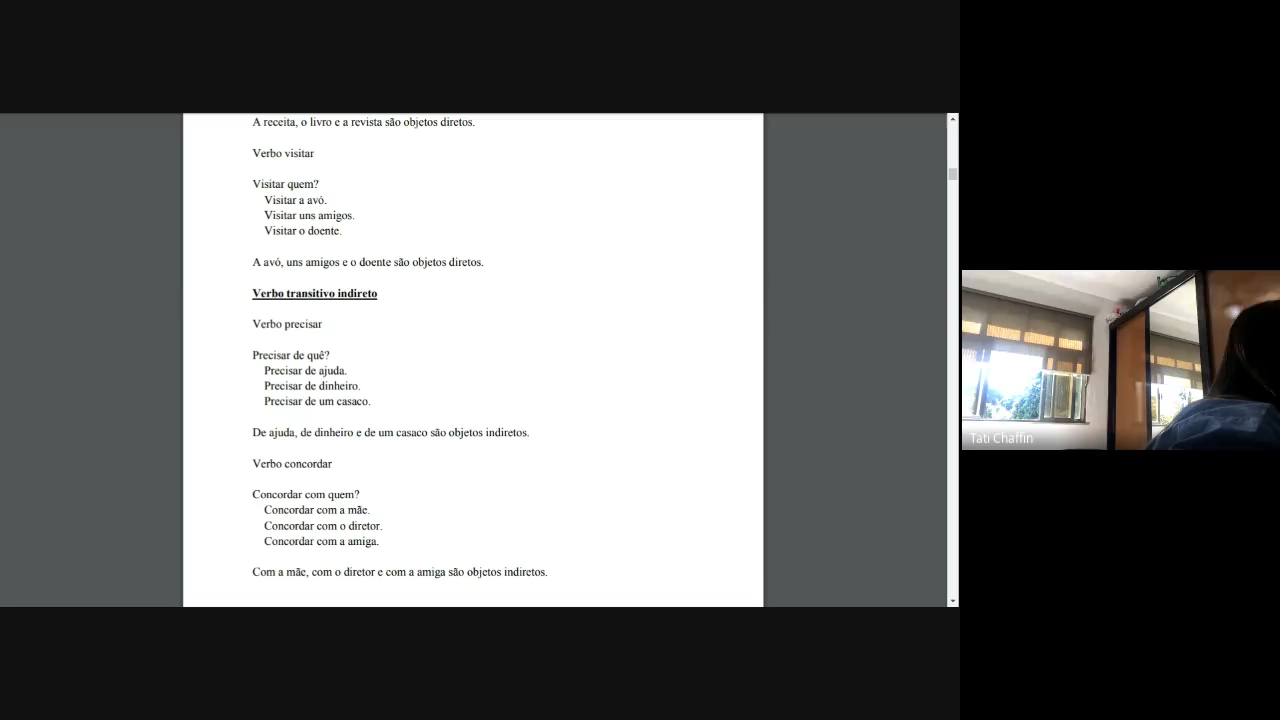 A receita, o livro e a revista são objetos diretos.
Verbo visitar
Visitar quem?
Visitar a avó.
Visitar uns amigos.
Visitar o doente.
A avó, uns amigos e o doente são objetos diretos.
Verbo transitivo indireto
Verbo precisar
Precisar de quê?
Precisar de ajuda.
Precisar de dinheiro.
Precisar de um casaco.
De ajuda, de dinheiro e de um casaco são objetos indiretos.
Verbo concordar
Concordar com quem?
Concordar com a mãe.
Concordar com o diretor.
Concordar com a amiga.
Com a mãe, com o diretor e com a amiga são objetos indiretos.
Tati Chaffin